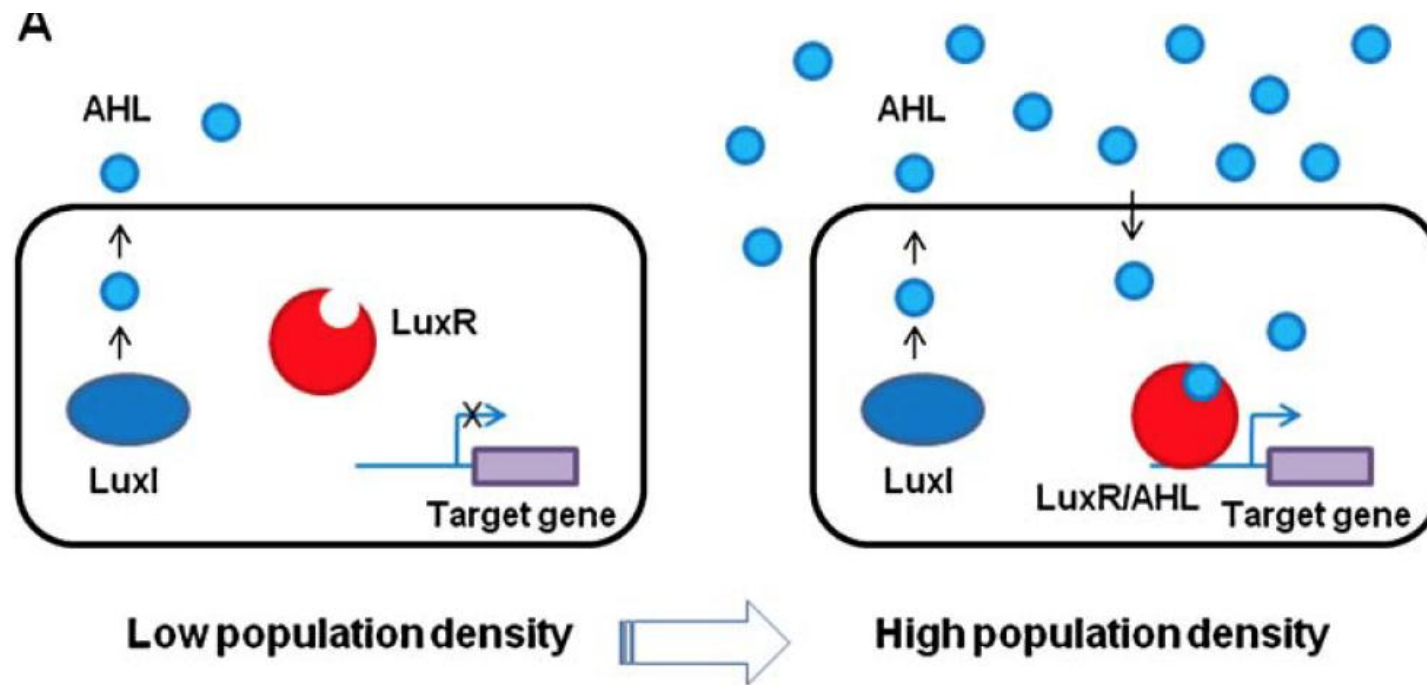 A
AHL
AHL
LuxR
LuxI
Target gene
LuxI
LuxR/AHL
Target gene
Low population density
High population density